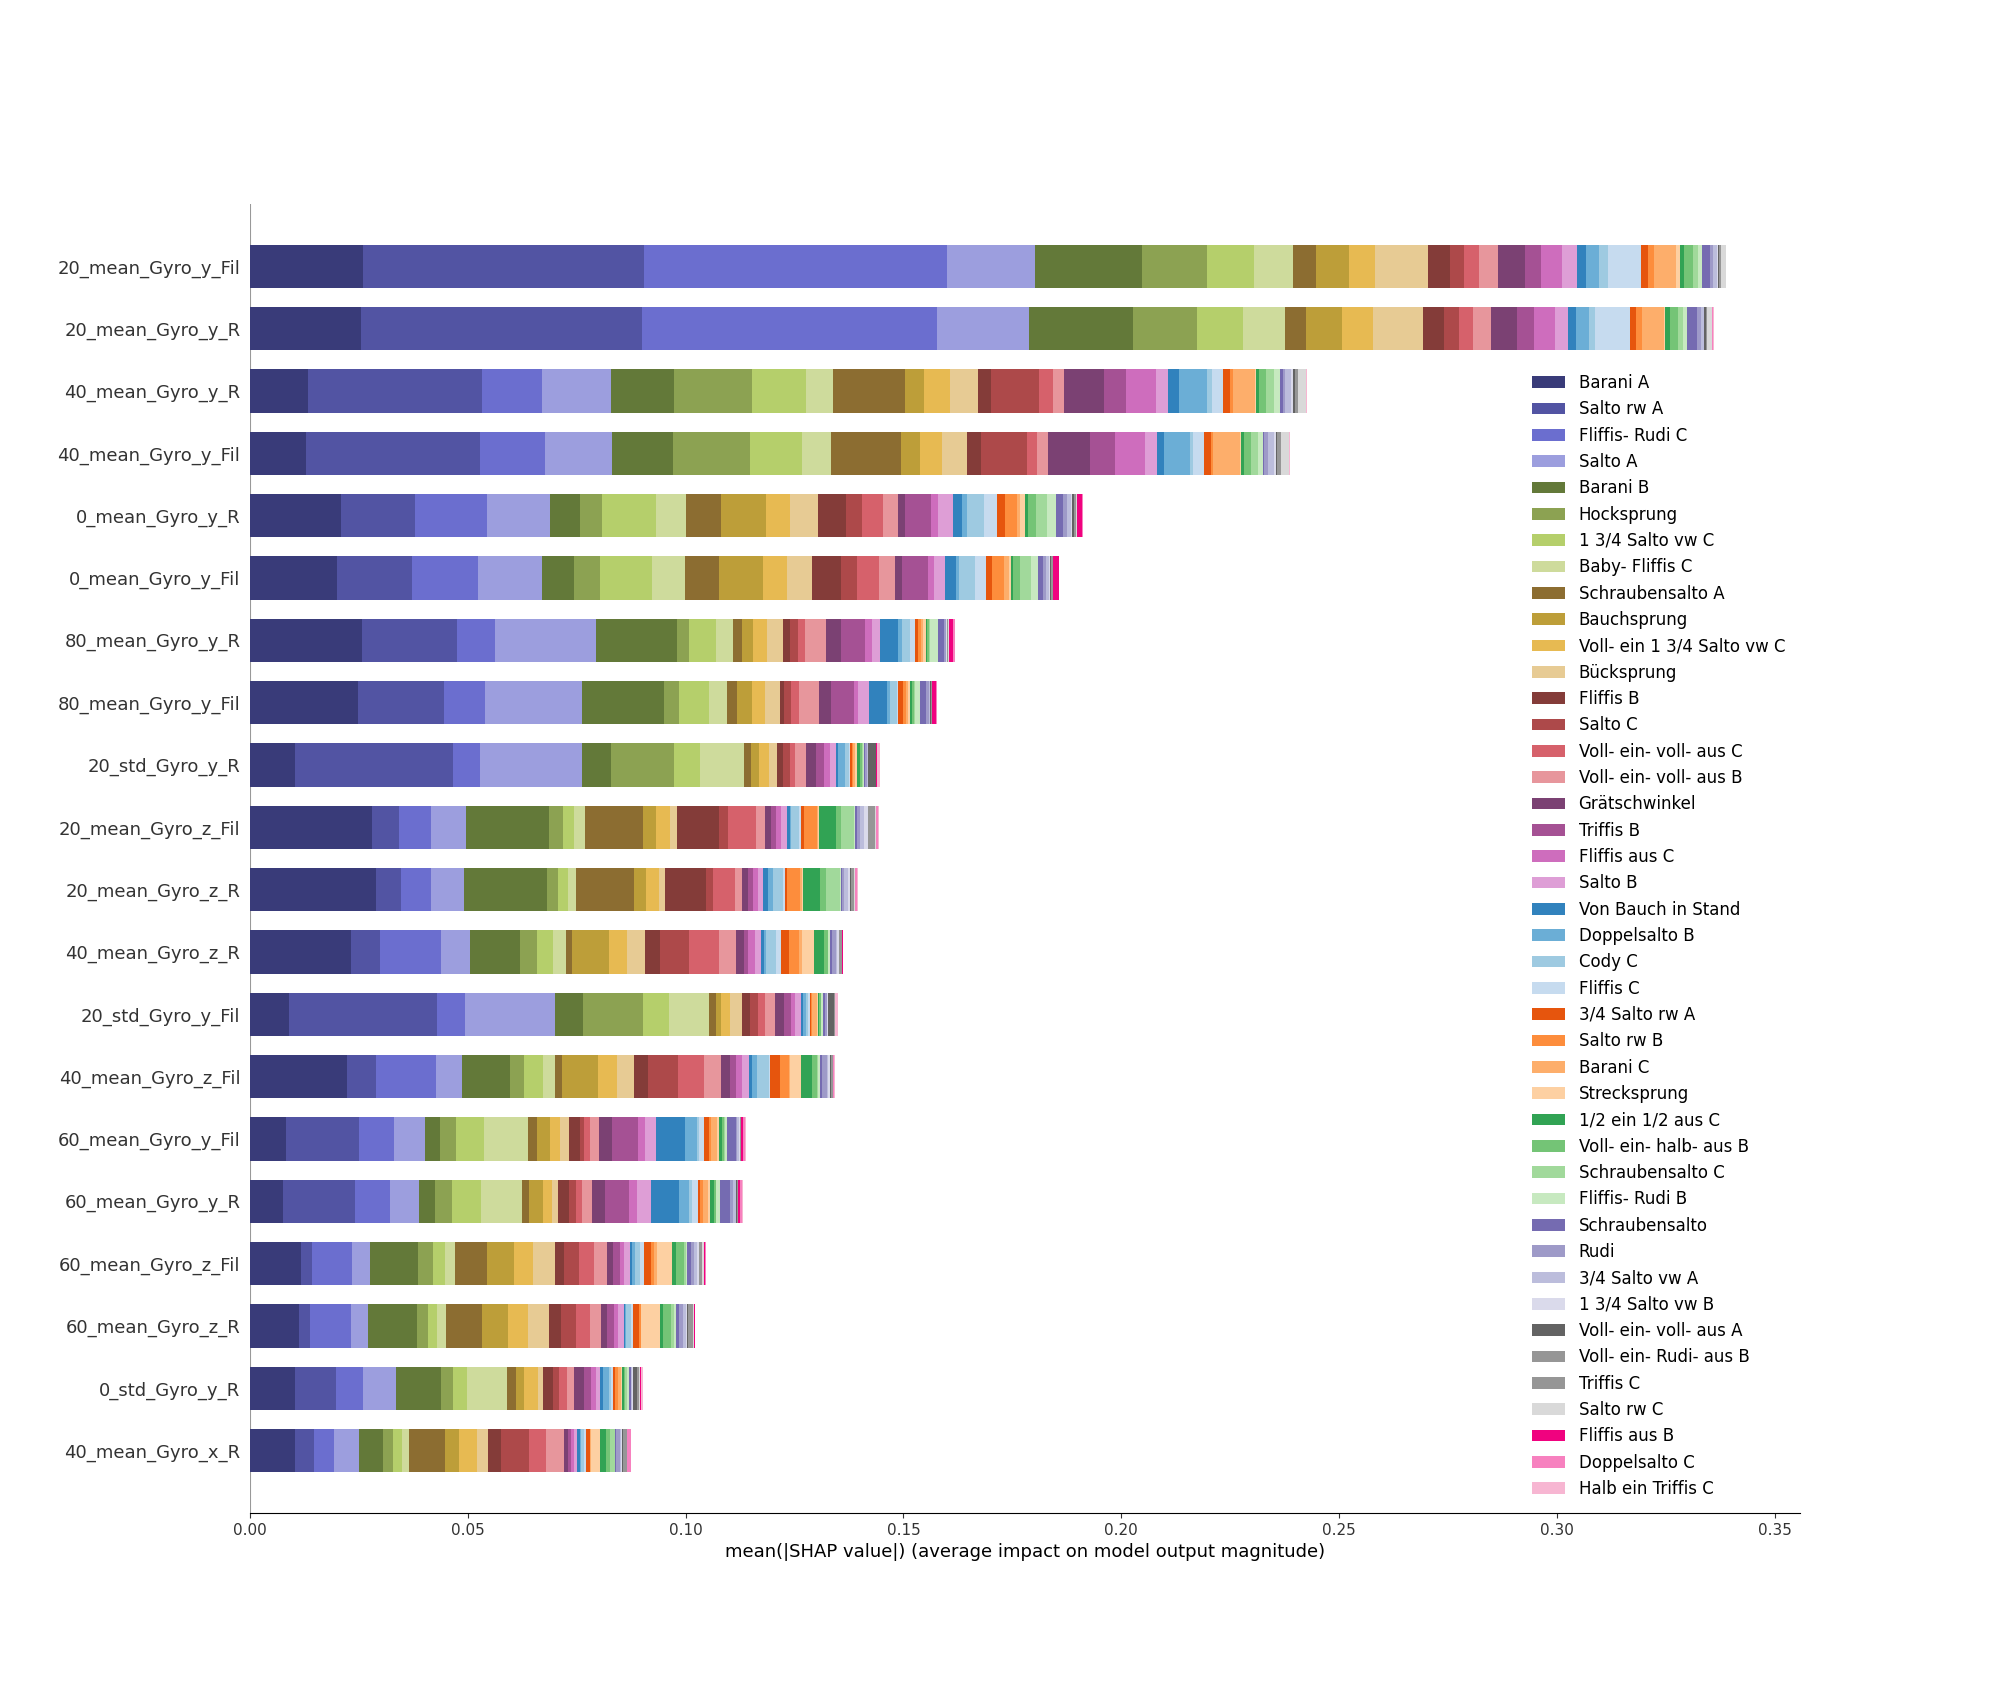 20_mean_Gyro_y_Fil
20_mean_Gyro_y_R
40_mean_Gyro_y_R
40_mean_Gyro_y_Fil
0_mean_Gyro_y_R
0_mean_Gyro_y_Fil
80_mean_Gyro_y_R
80_mean_Gyro_y_Fil
20_std_Gyro_y_R
20_mean_Gyro_z_Fil
20_mean_Gyro_z_R
40_mean_Gyro_z_R
20_std_Gyro_y_Fil
40_mean_Gyro_z_Fil
60_mean_Gyro_y_Fil
60_mean_Gyro_y_R
60_mean_Gyro_z_Fil
60_mean_Gyro_z_R
0_std_Gyro_y_R
40_mean_Gyro_x_R
Barani A
Salto rw A
Fliffis- Rudi C
Salto A
Barani B
Hocksprung
1 3/4 Salto vw C
Baby- Fliffis C
Schraubensalto A
Bauchsprung
Voll- ein 1 3/4 Salto vw C
Bücksprung
Fliffis B
Salto C
Voll- ein- voll- aus C
Voll- ein- voll- aus B
Grätschwinkel
Triffis B
Fliffis aus C
Salto B
Von Bauch in Stand
Doppelsalto B
Cody C
Fliffis C
3/4 Salto rw A
Salto rw B
Barani C
Strecksprung
1/2 ein 1/2 aus C
Voll- ein- halb- aus B
Schraubensalto C
Fliffis- Rudi B
Schraubensalto
Rudi
3/4 Salto vw A
1 3/4 Salto vw B
Voll- ein- voll- aus A
Voll- ein- Rudi- aus B
Triffis C
Salto rw C
Fliffis aus B
Doppelsalto C
Halb ein Triffis C
0.00 0.05 0.10 0.15 0.20 0.25 0.30 0.35
mean(|SHAP value|) (average impact on model output magnitude)